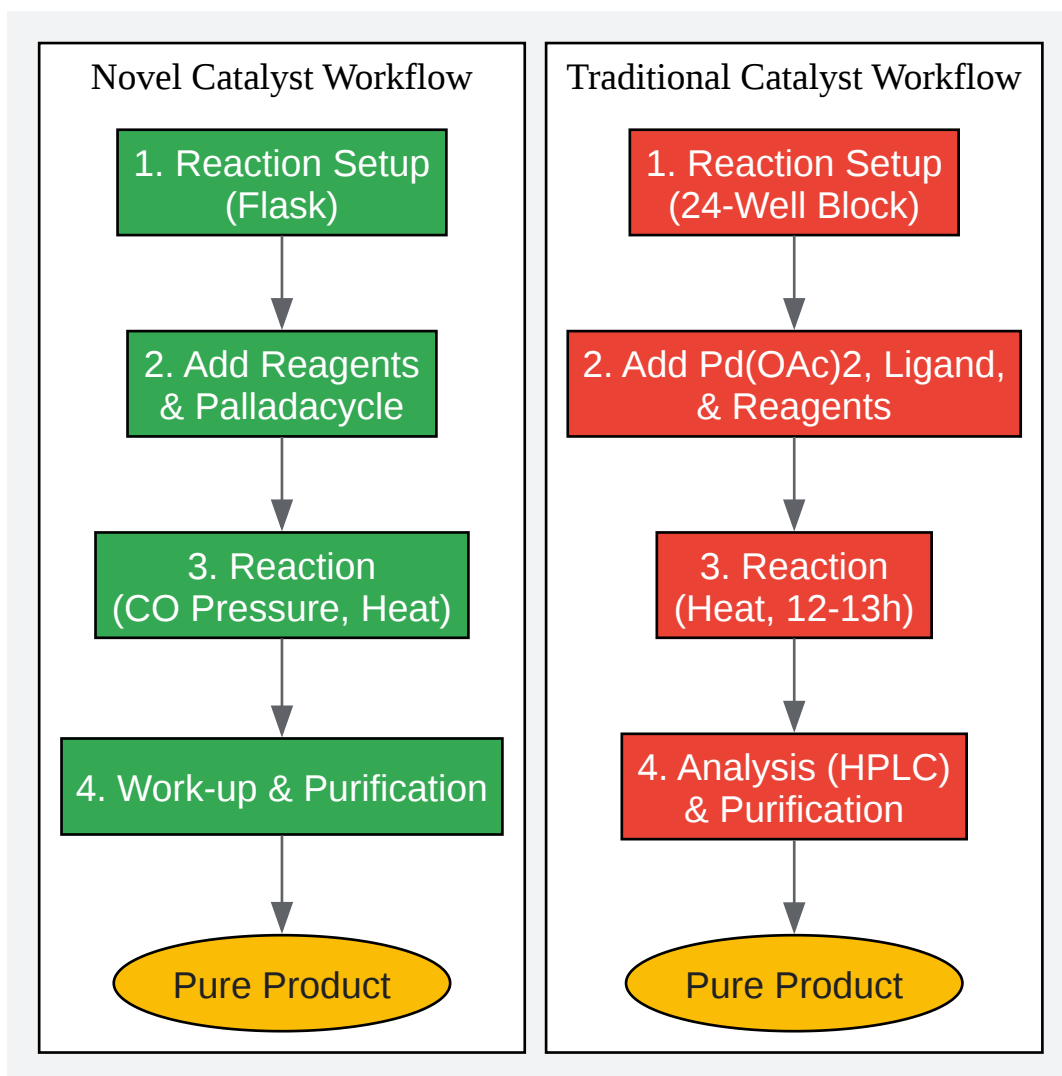 Novel Catalyst Workflow
1. Reaction Setup
(Flask)
2. Add Reagents
& Palladacycle
3. Reaction
(CO Pressure, Heat)
4. Work-up & Purification
Pure Product
Traditional Catalyst Workflow
1. Reaction Setup
(24-Well Block)
2. Add Pd(OAc)2, Ligand,
& Reagents
3. Reaction
(Heat, 12-13h)
4. Analysis (HPLC)
& Purification
Pure Product